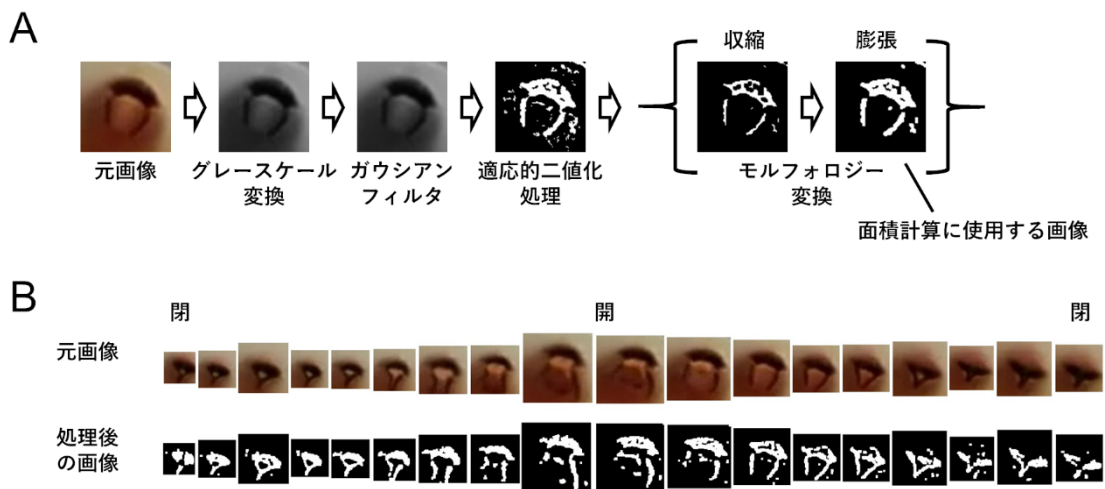 A
収縮
膨張
元画像
グレースケール
変換
ガウシアン
フィルタ
適応的二値化
処理
モルフォロジー
変換
面積計算に使用する画像
B
閉
開
閉
元画像
処理後
の画像